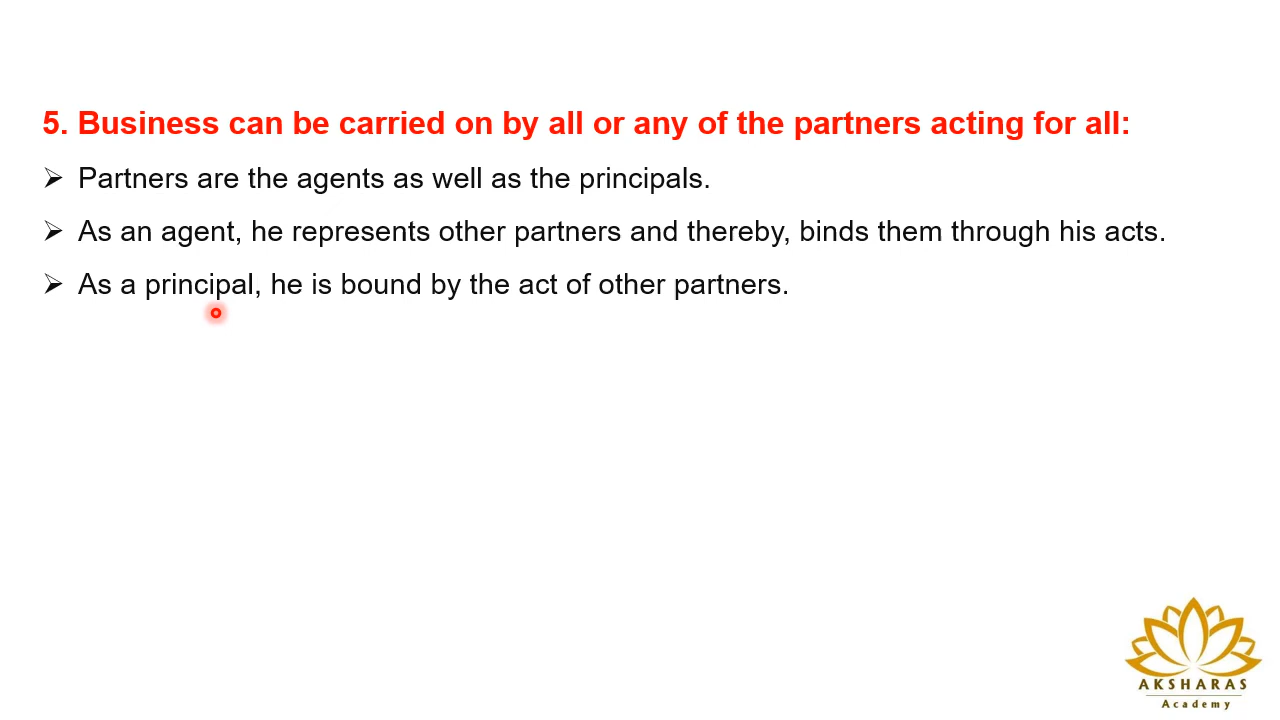 5. Business can be carried on by all or any of the partners acting for all:
➢ Partners are the agents as well as the principals.
➢ As an agent, he represents other partners and thereby, binds them through his acts.
➢ As a principal, he is bound by the act of other partners.
AKSHARAS
Academy